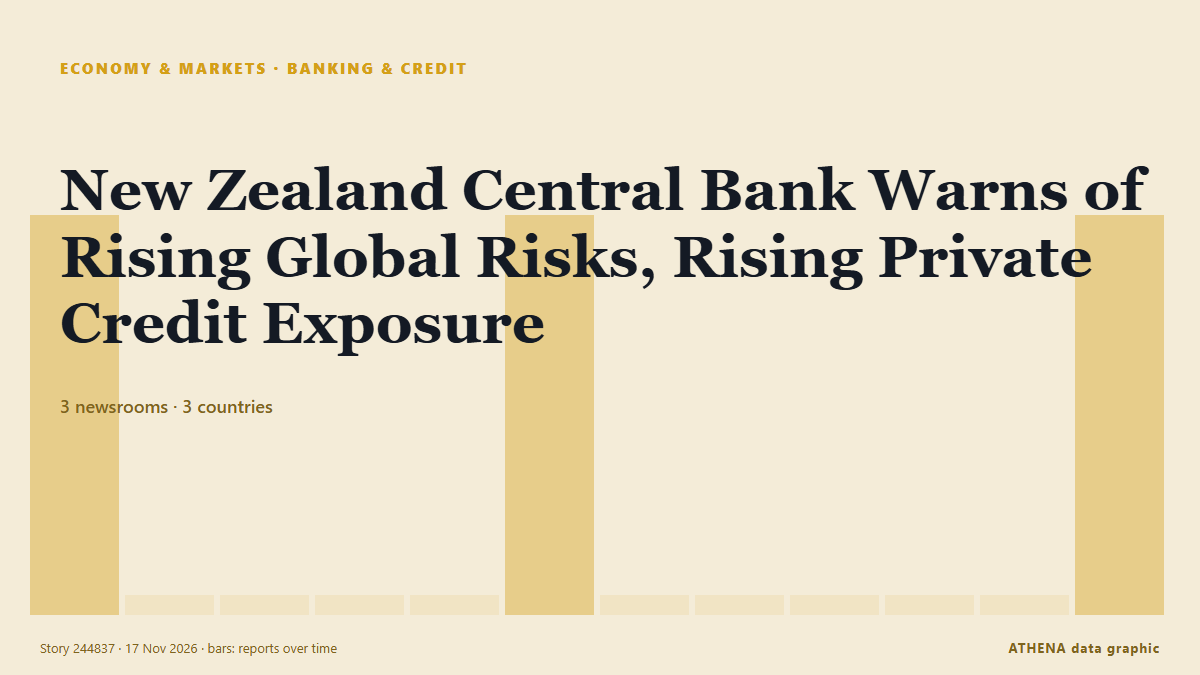 ECONOMY & MARKETS · BANKING & CREDIT
New Zealand Central Bank Warns of
Rising Global Risks, Rising Private
Credit Exposure
3 newsrooms · 3 countries
Story 244837 · 17 Nov 2026 · bars: reports over time
ATHENA data graphic